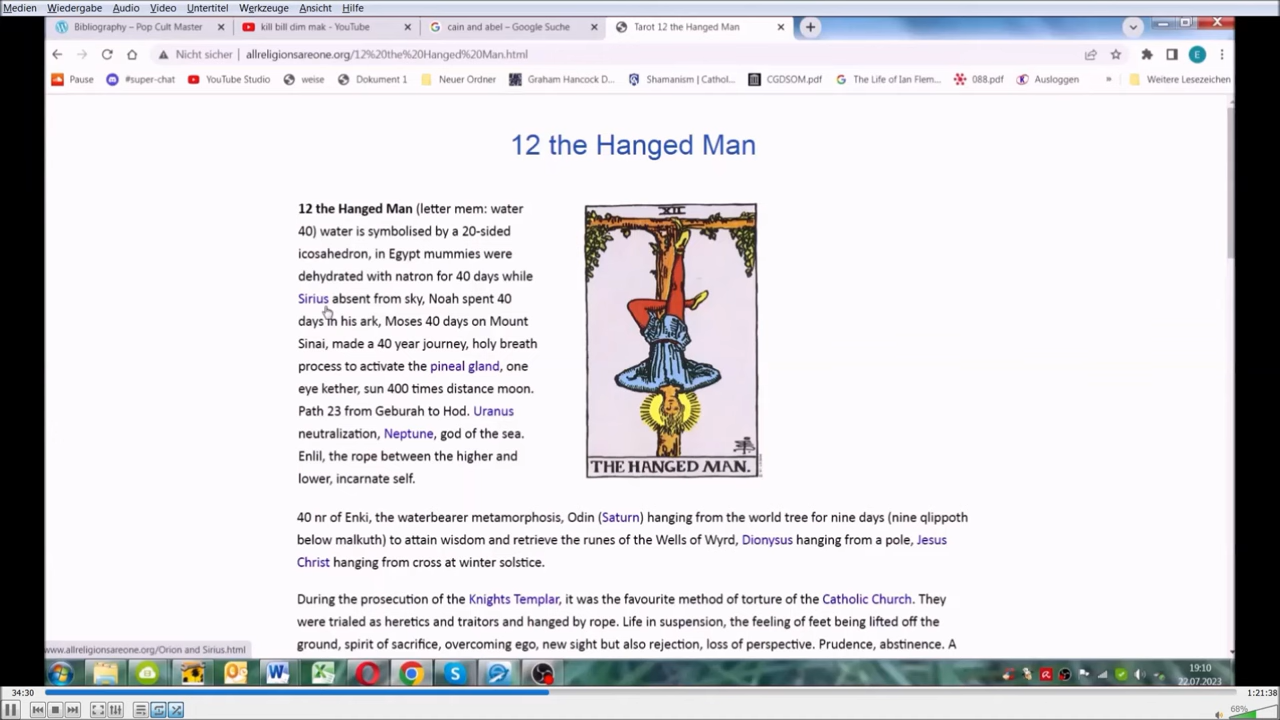 Medien Wiedergabe Audio Video Untertitel Werkzeuge Ansicht Hilfe
Bibliography – Pop Cult Master kill bill dim mak - YouTube cain and abel – Google Suche Tarot 12 the Hanged Man
Nicht sicher allreligionsareone.org/12%20the%20Hanged%20Man.html E
Pause #super-chat YouTube Studio weise Dokument 1 Neuer Ordner Graham Hancock D... Shamanism | Cathol... CGDSOM.pdf The Life of Ian Flem... 088.pdf Ausloggen » Weitere Lesezeichen
12 the Hanged Man
12 the Hanged Man (letter mem: water
40) water is symbolised by a 20-sided
icosahedron, in Egypt mummies were
dehydrated with natron for 40 days while
Sirius absent from sky, Noah spent 40
days in his ark, Moses 40 days on Mount
Sinai, made a 40 year journey, holy breath
process to activate the pineal gland, one
eye kether, sun 400 times distance moon.
Path 23 from Geburah to Hod. Uranus
neutralization, Neptune, god of the sea.
Enlil, the rope between the higher and
lower, incarnate self.
XII
THE HANGED MAN.
40 nr of Enki, the waterbearer metamorphosis, Odin (Saturn) hanging from the world tree for nine days (nine qlippoth
below malkuth) to attain wisdom and retrieve the runes of the Wells of Wyrd, Dionysus hanging from a pole, Jesus
Christ hanging from cross at winter solstice.
During the prosecution of the Knights Templar, it was the favourite method of torture of the Catholic Church. They
were trialed as heretics and traitors and hanged by rope. Life in suspension, the feeling of feet being lifted off the
ground, spirit of sacrifice, overcoming ego, new sight but also rejection, loss of perspective. Prudence, abstinence. A
www.allreligionsareone.org/Orion and Sirius.html
19:10
22.07.2023
34:30 1:21:38
68%